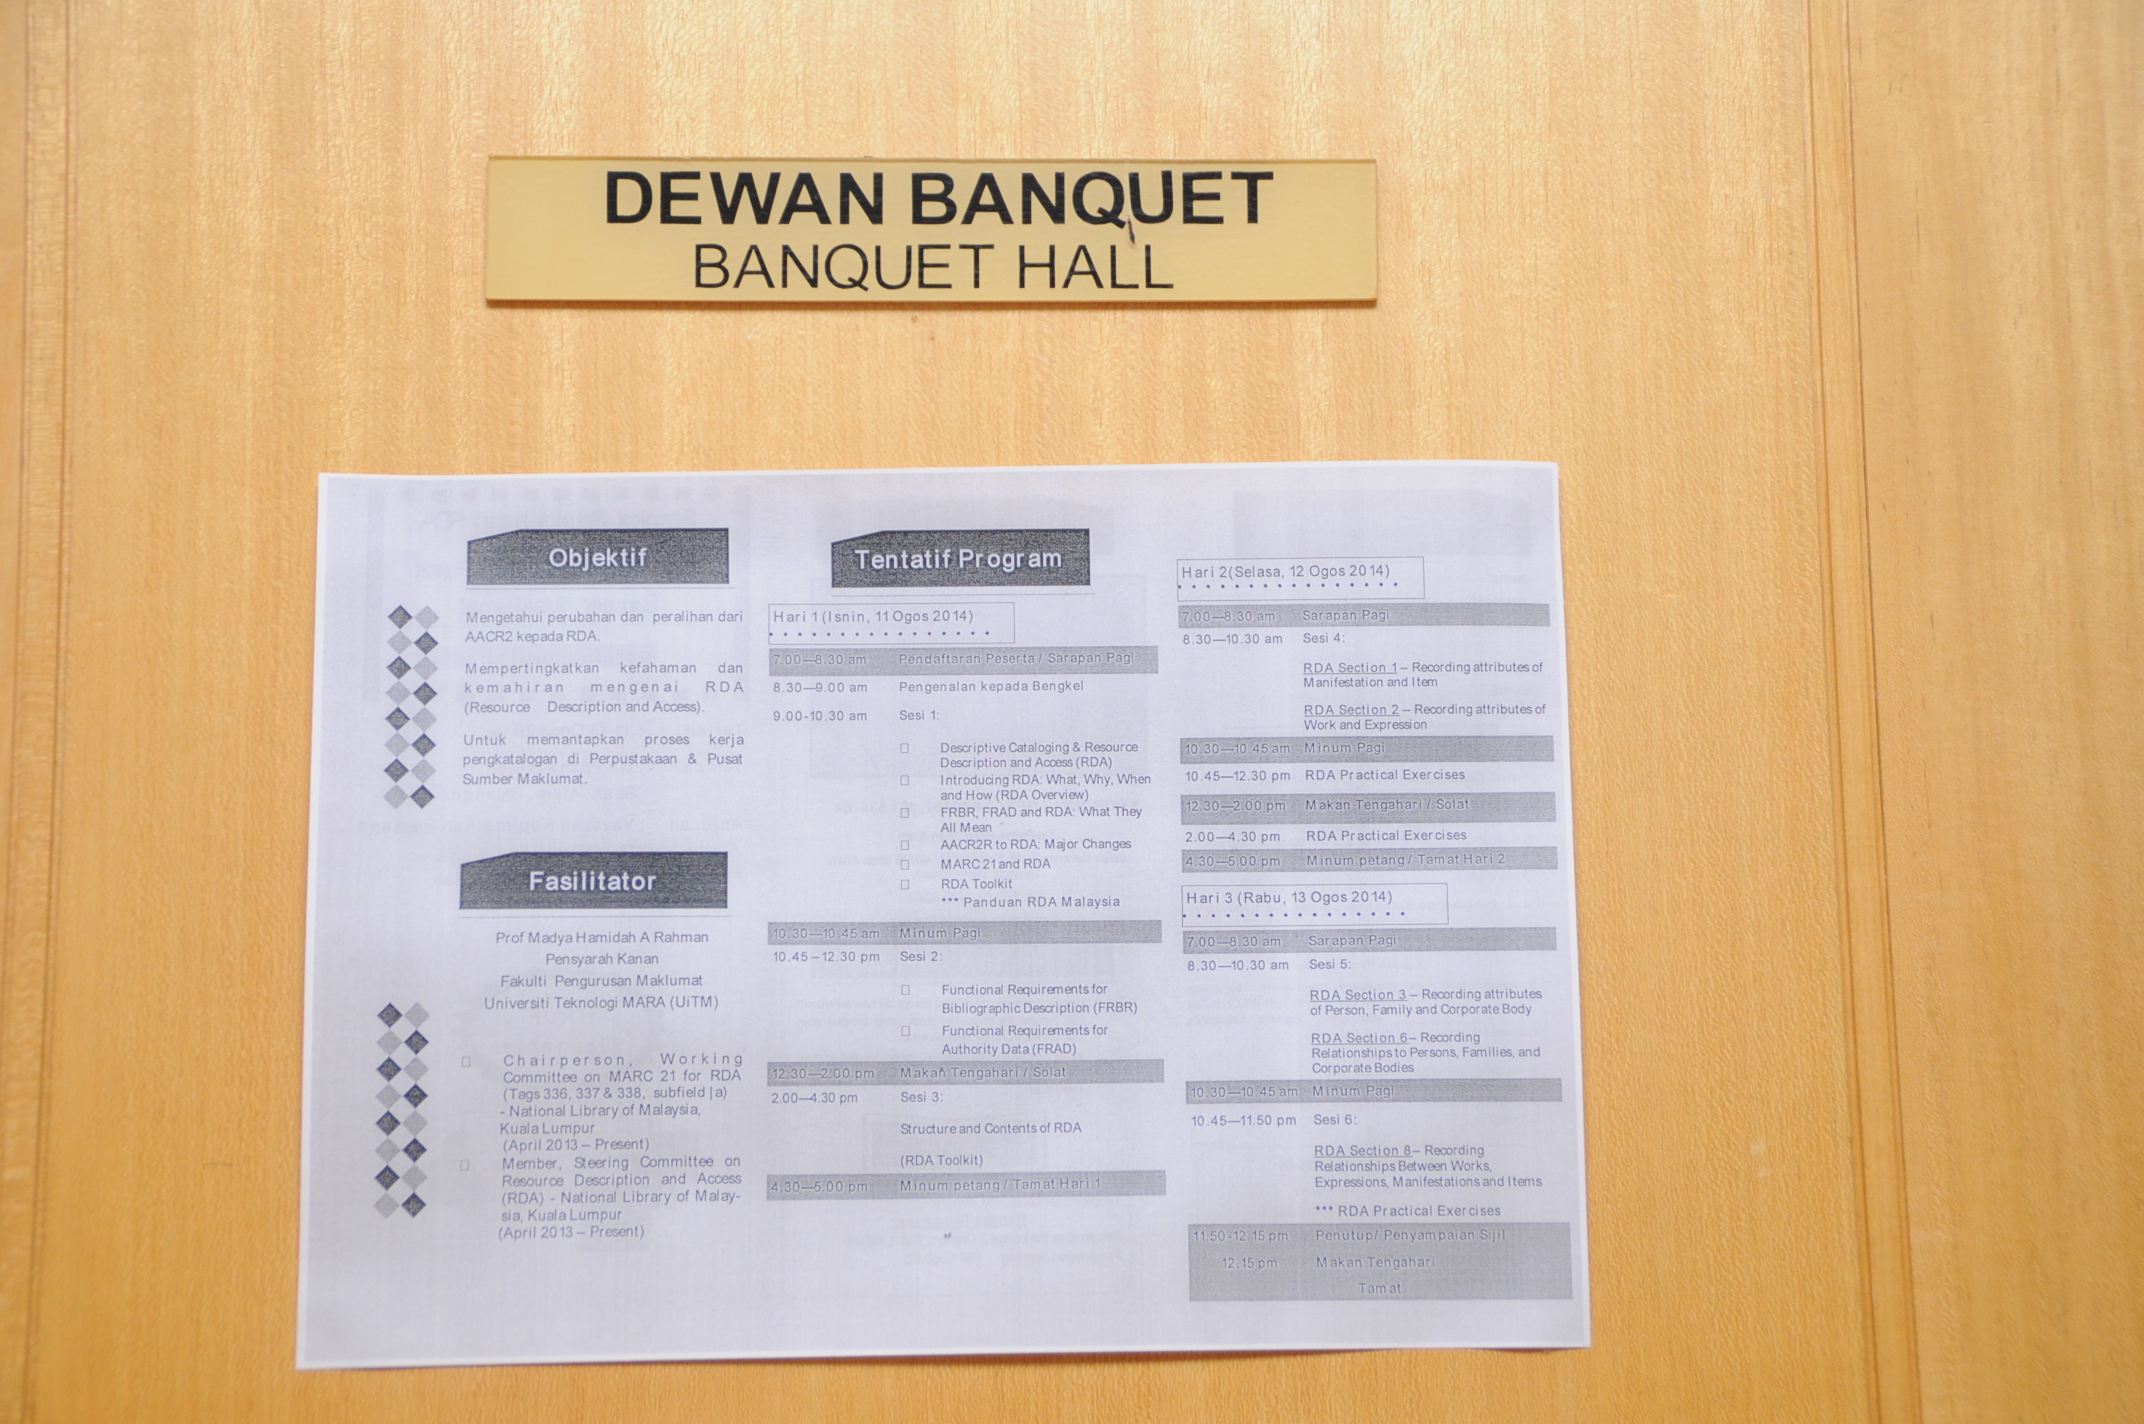 DEWAN BANQUET
BANQUET HALL
Objektif
Mengetahui perubahan dan peralihan dari
AACR2 kepada RDA.
Mempertingkatkan kefahaman dan
kemahiran mengenai RDA
(Resource Description and Access).
Untuk memantapkan proses kerja
pengkatalogan di Perpustakaan & Pusat
Sumber Maklumat.
Fasilitator
Prof Madya Hamidah A Rahman
Pensyarah Kanan
Fakulti Pengurusan Maklumat
Universiti Teknologi MARA (UiTM)
Chairperson, Working
Committee on MARC 21 for RDA
(Tags 336, 337 & 338, subfield |a)
- National Library of Malaysia,
Kuala Lumpur
(April 2013 – Present)
Member, Steering Committee on
Resource Description and Access
(RDA) - National Library of Malay-
sia, Kuala Lumpur
(April 2013 – Present)
Tentatif Program
Hari 1 (Isnin, 11 Ogos 2014)
7.00—8.30 am Pendaftaran Peserta / Sarapan Pagi
8.30—9.00 am Pengenalan kepada Bengkel
9.00-10.30 am Sesi 1:
Descriptive Cataloging & Resource
Description and Access (RDA)
Introducing RDA: What, Why, When
and How (RDA Overview)
FRBR, FRAD and RDA: What They
All Mean
AACR2R to RDA: Major Changes
MARC 21 and RDA
RDA Toolkit
*** Panduan RDA Malaysia
10.30—10.45 am Minum Pagi
10.45 – 12.30 pm Sesi 2:
Functional Requirements for
Bibliographic Description (FRBR)
Functional Requirements for
Authority Data (FRAD)
12.30—2.00 pm Makan Tengahari / Solat
2.00—4.30 pm Sesi 3:
Structure and Contents of RDA
(RDA Toolkit)
4.30—5.00 pm Minum petang / Tamat Hari 1
Hari 2(Selasa, 12 Ogos 2014)
7.00—8.30 am Sarapan Pagi
8.30—10.30 am Sesi 4:
RDA Section 1 – Recording attributes of
Manifestation and Item
RDA Section 2 – Recording attributes of
Work and Expression
10.30—10.45 am Minum Pagi
10.45—12.30 pm RDA Practical Exercises
12.30—2.00 pm Makan Tengahari / Solat
2.00—4.30 pm RDA Practical Exercises
4.30—5.00 pm Minum petang / Tamat Hari 2
Hari 3 (Rabu, 13 Ogos 2014)
7.00—8.30 am Sarapan Pagi
8.30—10.30 am Sesi 5:
RDA Section 3 – Recording attributes
of Person, Family and Corporate Body
RDA Section 6– Recording
Relationships to Persons, Families, and
Corporate Bodies
10.30—10.45 am Minum Pagi
10.45—11.50 pm Sesi 6:
RDA Section 8– Recording
Relationships Between Works,
Expressions, Manifestations and Items
*** RDA Practical Exercises
11.50-12.15 pm Penutup/ Penyampaian Sijil
12.15 pm Makan Tengahari
Tamat